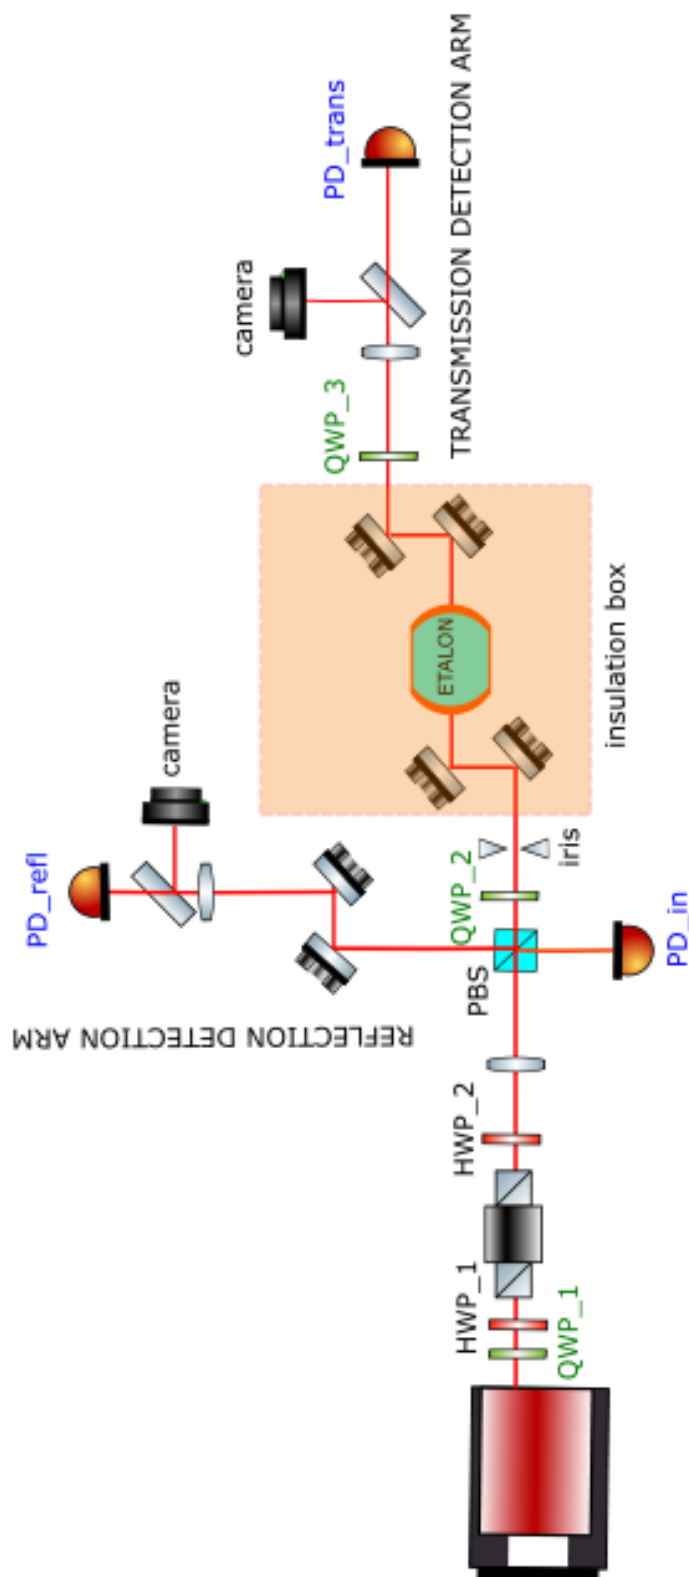 TRANSMISSION DETECTION ARM
PD_trans
camera
QWP_3
ETALON
insulation box
camera
PD_refl
iris
QWP_2
PD_in
PBS
REFLECTION DETECTION ARM
HWP_2
HWP_1
QWP_1